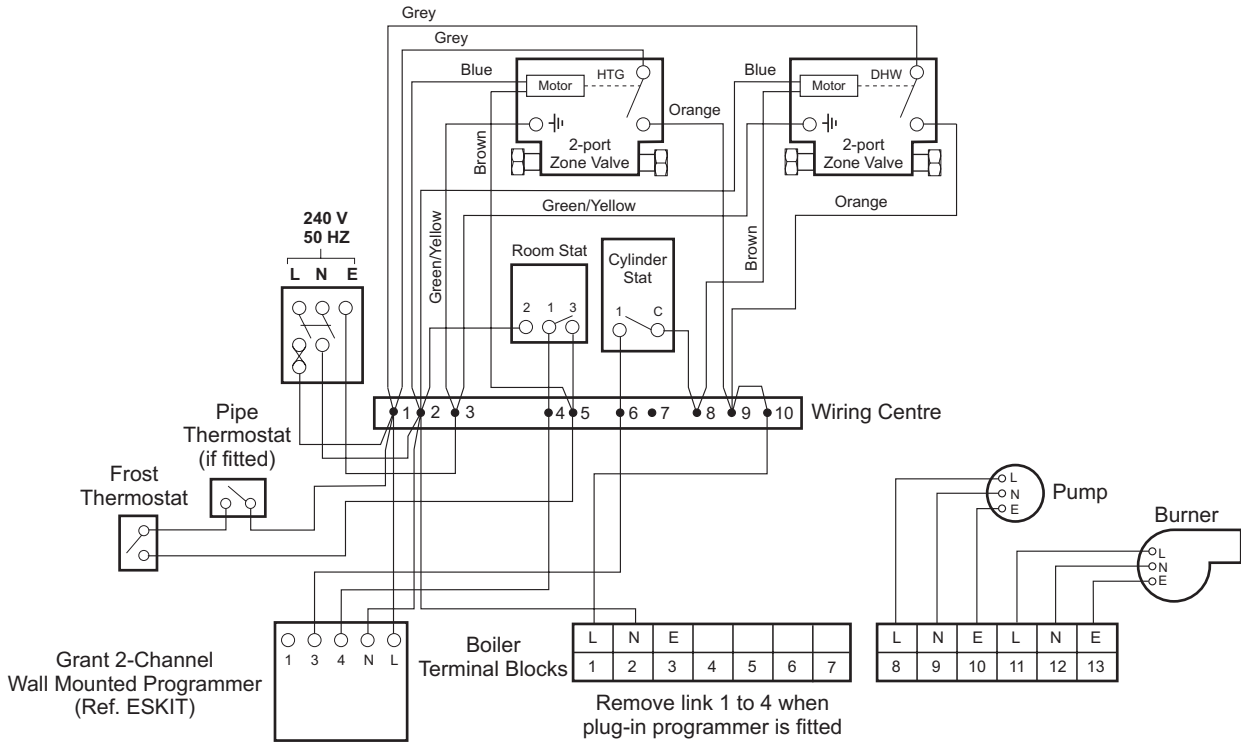 Grey
Grey
Blue
HTG
Motor
Orange
2-port
Zone Valve
Brown
Blue
DHW
Motor
2-port
Zone Valve
Orange
Green/Yellow
Green/Yellow
Brown
240 V
50 HZ
L N E
Room Stat
2 1 3
Cylinder
Stat
1 C
1 2 3 4 5 6 7 8 9 10
Wiring Centre
Pipe
Thermostat
(if fitted)
Frost
Thermostat
L
N
E
Pump
Burner
L
N
E
Grant 2-Channel
Wall Mounted Programmer
(Ref. ESKIT)
1 3 4 N L
Boiler
Terminal Blocks
L N E
1 2 3 4 5 6 7
Remove link 1 to 4 when
plug-in programmer is fitted
L N E L N E
8 9 10 11 12 13